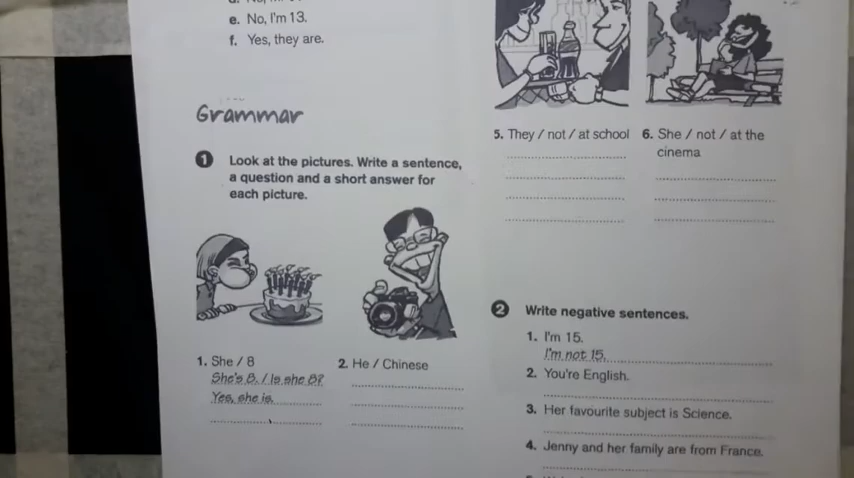 e. No, I'm 13.
f. Yes, they are.
Grammar
1 Look at the pictures. Write a sentence,
a question and a short answer for
each picture.
1. She / 8
She's 8. / Is she 8?
Yes, she is.
2. He / Chinese
5. They / not / at school
6. She / not / at the
cinema
2 Write negative sentences.
1. I'm 15.
I'm not 15.
2. You're English.
3. Her favourite subject is Science.
4. Jenny and her family are from France.